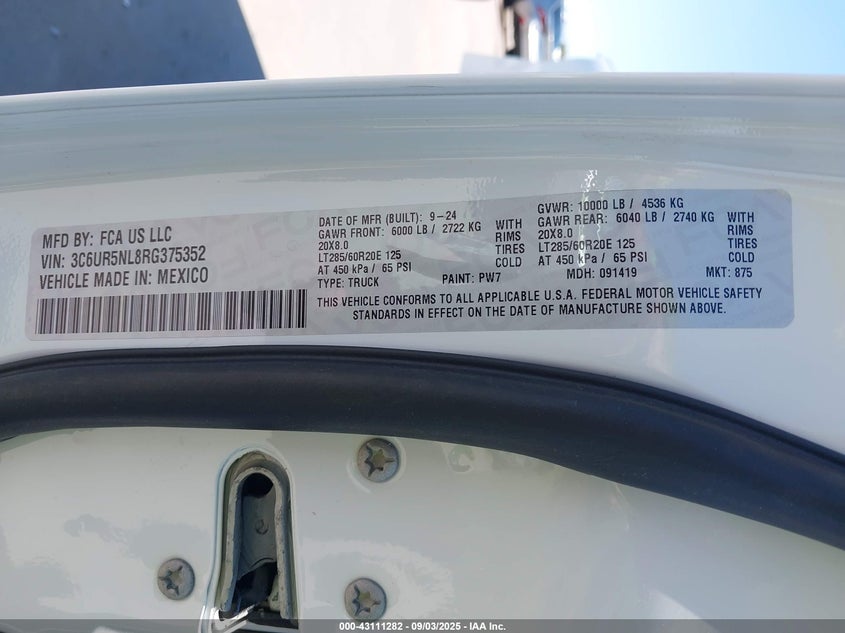 MFD BY: FCA US LLC
VIN: 3C6UR5NL8RG375352
VEHICLE MADE IN: MEXICO
DATE OF MFR (BUILT): 9-24
GAWR FRONT: 6000 LB / 2722 KG WITH
20X8.0 RIMS
LT285/60R20E 125 TIRES
AT 450 kPa / 65 PSI COLD
TYPE: TRUCK PAINT: PW7
GVWR: 10000 LB / 4536 KG
GAWR REAR: 6040 LB / 2740 KG WITH
20X8.0 RIMS
LT285/60R20E 125 TIRES
AT 450 kPa / 65 PSI COLD
MDH: 091419 MKT: 875
THIS VEHICLE CONFORMS TO ALL APPLICABLE U.S.A. FEDERAL MOTOR VEHICLE SAFETY
STANDARDS IN EFFECT ON THE DATE OF MANUFACTURE SHOWN ABOVE.
000-43111282 - 09/03/2025 - IAA Inc.